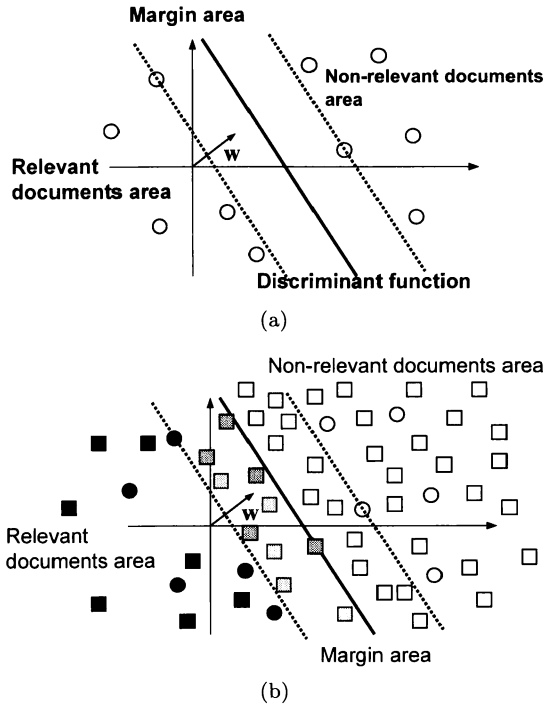 Margin area
Non-relevant documents
area
w
Relevant
documents area
Discriminant function
(a)
Non-relevant documents area
w
Relevant
documents area
Margin area
(b)